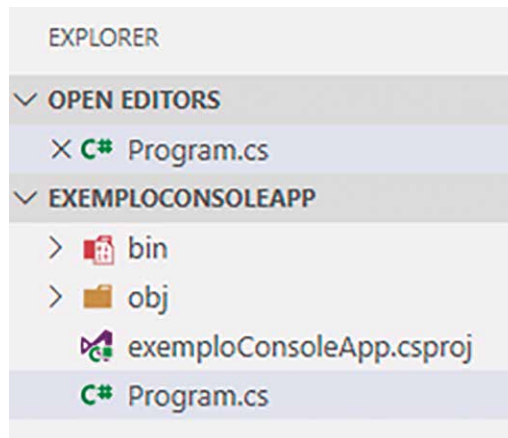 EXPLORER
OPEN EDITORS
C# Program.cs
EXEMPLOCONSOLEAPP
bin
obj
exemploConsoleApp.csproj
C# Program.cs